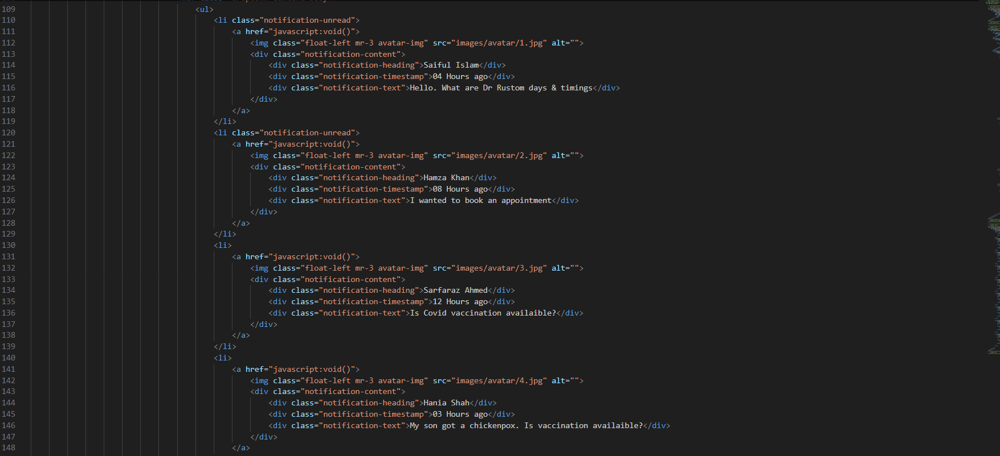 109 <ul>
110 <li class="notification-unread">
111 <a href="javascript:void()">
112 <img class="float-left mr-3 avatar-img" src="images/avatar/1.jpg" alt="">
113 <div class="notification-content">
114 <div class="notification-heading">Saiful Islam</div>
115 <div class="notification-timestamp">04 Hours ago</div>
116 <div class="notification-text">Hello. What are Dr Rustom days & timings</div>
117 </div>
118 </a>
119 </li>
120 <li class="notification-unread">
121 <a href="javascript:void()">
122 <img class="float-left mr-3 avatar-img" src="images/avatar/2.jpg" alt="">
123 <div class="notification-content">
124 <div class="notification-heading">Hamza Khan</div>
125 <div class="notification-timestamp">08 Hours ago</div>
126 <div class="notification-text">I wanted to book an appointment</div>
127 </div>
128 </a>
129 </li>
130 <li>
131 <a href="javascript:void()">
132 <img class="float-left mr-3 avatar-img" src="images/avatar/3.jpg" alt="">
133 <div class="notification-content">
134 <div class="notification-heading">Sarfaraz Ahmed</div>
135 <div class="notification-timestamp">12 Hours ago</div>
136 <div class="notification-text">Is Covid vaccination availaible?</div>
137 </div>
138 </a>
139 </li>
140 <li>
141 <a href="javascript:void()">
142 <img class="float-left mr-3 avatar-img" src="images/avatar/4.jpg" alt="">
143 <div class="notification-content">
144 <div class="notification-heading">Hania Shah</div>
145 <div class="notification-timestamp">03 Hours ago</div>
146 <div class="notification-text">My son got a chickenpox. Is vaccination availaible?</div>
147 </div>
148 </a>